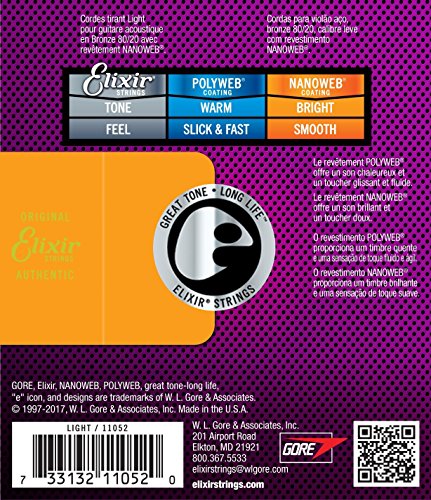 Cordes tirant Light
pour guitare acoustique
en Bronze 80/20 avec
revêtement NANOWEB®
Cordas para violão aço,
bronze 80/20, calibre leve
com revestimento
NANOWEB®.
Elixir®
STRINGS
POLYWEB®
COATING
NANOWEB®
COATING
TONE
WARM
BRIGHT
FEEL
SLICK & FAST
SMOOTH
Le revêtement POLYWEB®
offre un son chaleureux et
un toucher glissant et fluide.
Le revêtement NANOWEB®
offre un son brillant et
un toucher doux.
O revestimento POLYWEB®
proporciona um timbre quente
e uma sensação de toque fluido e ágil.
O revestimento NANOWEB®
proporciona um timbre brilhante
e uma sensação de toque suave.
ORIGINAL
Elixir
STRINGS
AUTHENTIC
GREAT TONE • LONG LIFE™
e
ELIXIR® STRINGS
GORE, Elixir, NANOWEB, POLYWEB, great tone-long life,
"e" icon, and designs are trademarks of W. L. Gore & Associates, Inc.
© 1997-2017, W. L. Gore & Associates, Inc. Made in the U.S.A.
LIGHT / 11052
7 33132 11052 0
W. L. Gore & Associates, Inc.
201 Airport Road
Elkton, MD 21921
800.367.5533
elixirstrings@wlgore.com
elixirstrings.com
GORE